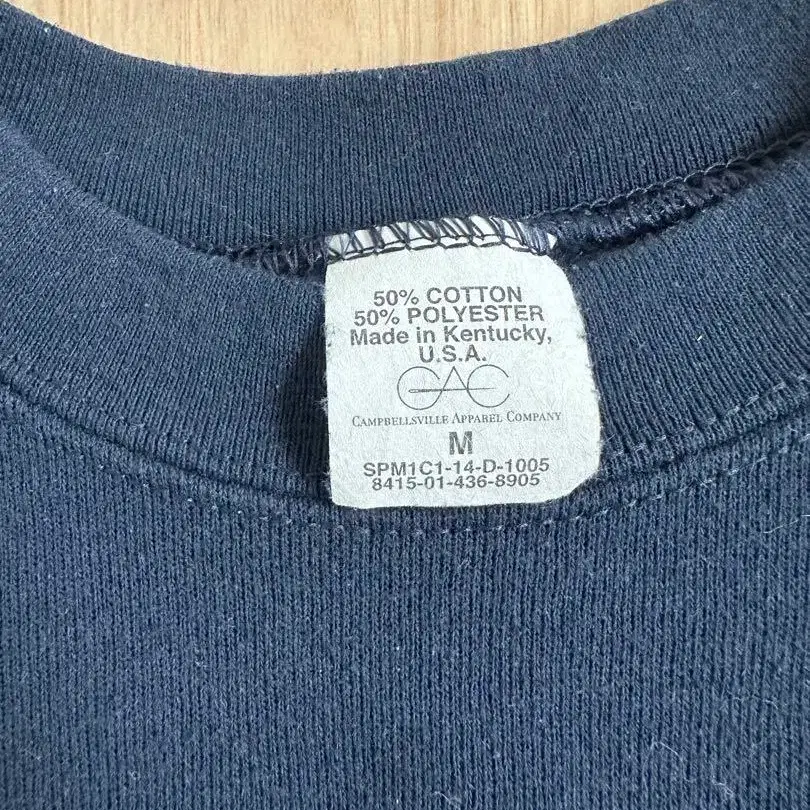 50% COTTON
50% POLYESTER
Made in Kentucky,
U.S.A.
CAC
CAMPBELLSVILLE APPAREL COMPANY
M
SPM1C1-14-D-1005
8415-01-436-8905